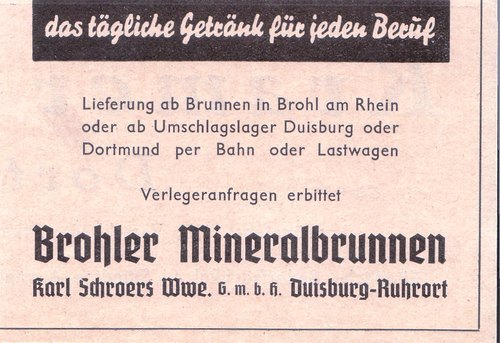 das tägliche Getränk für jeden Beruf
Lieferung ab Brunnen in Brohl am Rhein
oder ab Umschlagslager Duisburg oder
Dortmund per Bahn oder Lastwagen
Verlegeranfragen erbittet
Brohler Mineralbrunnen
Karl Schroers Wwe. G. m. b. H. Duisburg-Ruhrort